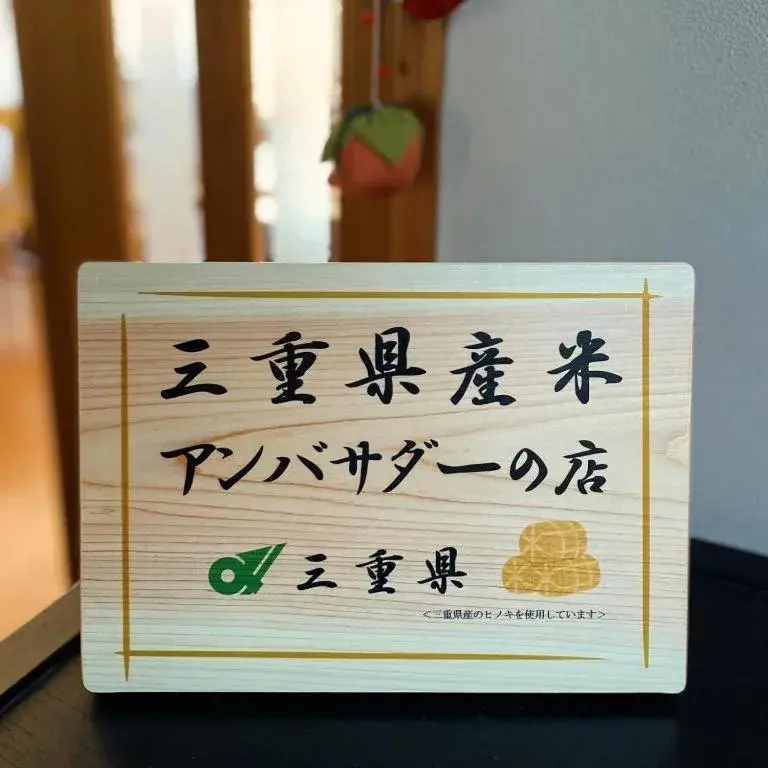 三重県産米
アンバサダーの店
三重県
＜三重県産のヒノキを使用しています＞